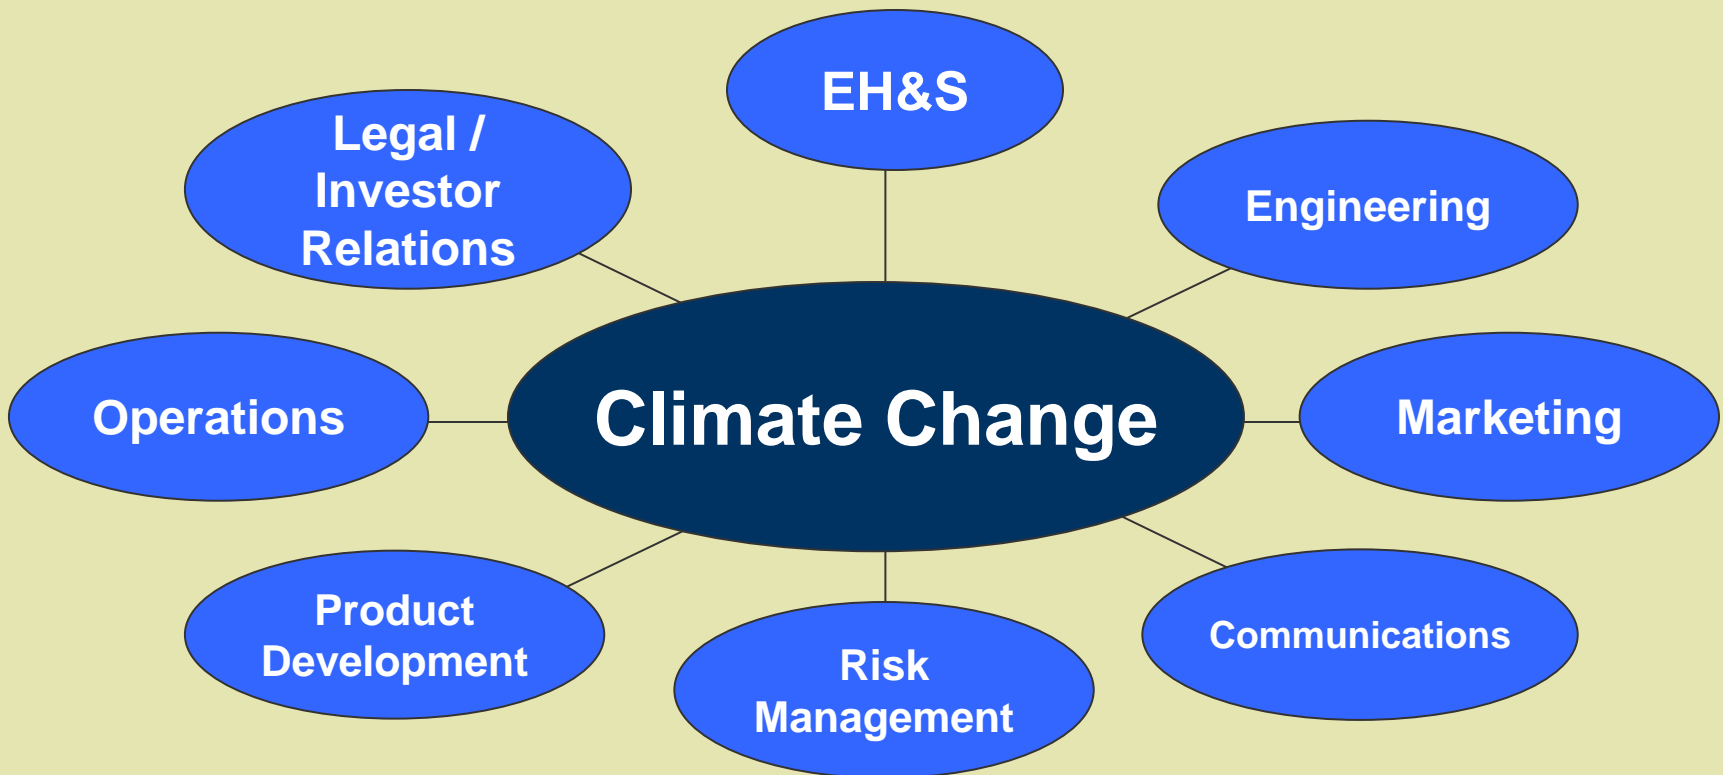 EH&S
Legal /
Investor
Relations
Engineering
Operations
Climate Change
Marketing
Product
Development
Risk
Management
Communications